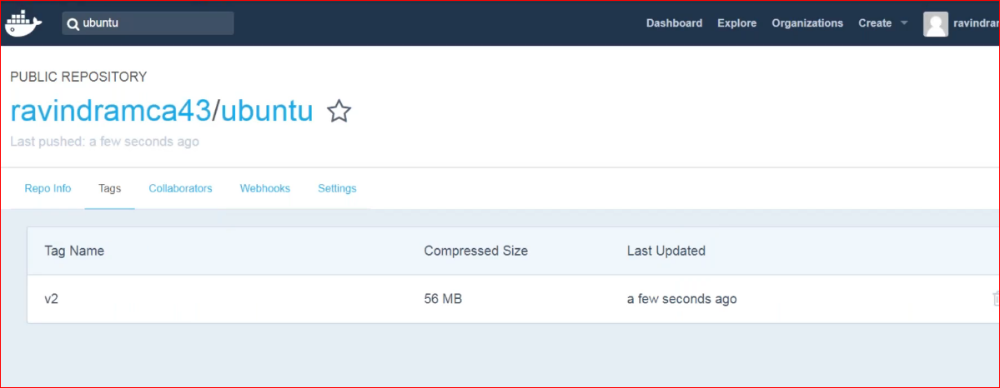 ubuntu
Dashboard Explore Organizations Create
PUBLIC REPOSITORY
ravindramca43/ubuntu
Last pushed: a few seconds ago
Repo Info Tags Collaborators Webhooks Settings
Tag Name Compressed Size Last Updated
v2 56 MB a few seconds ago